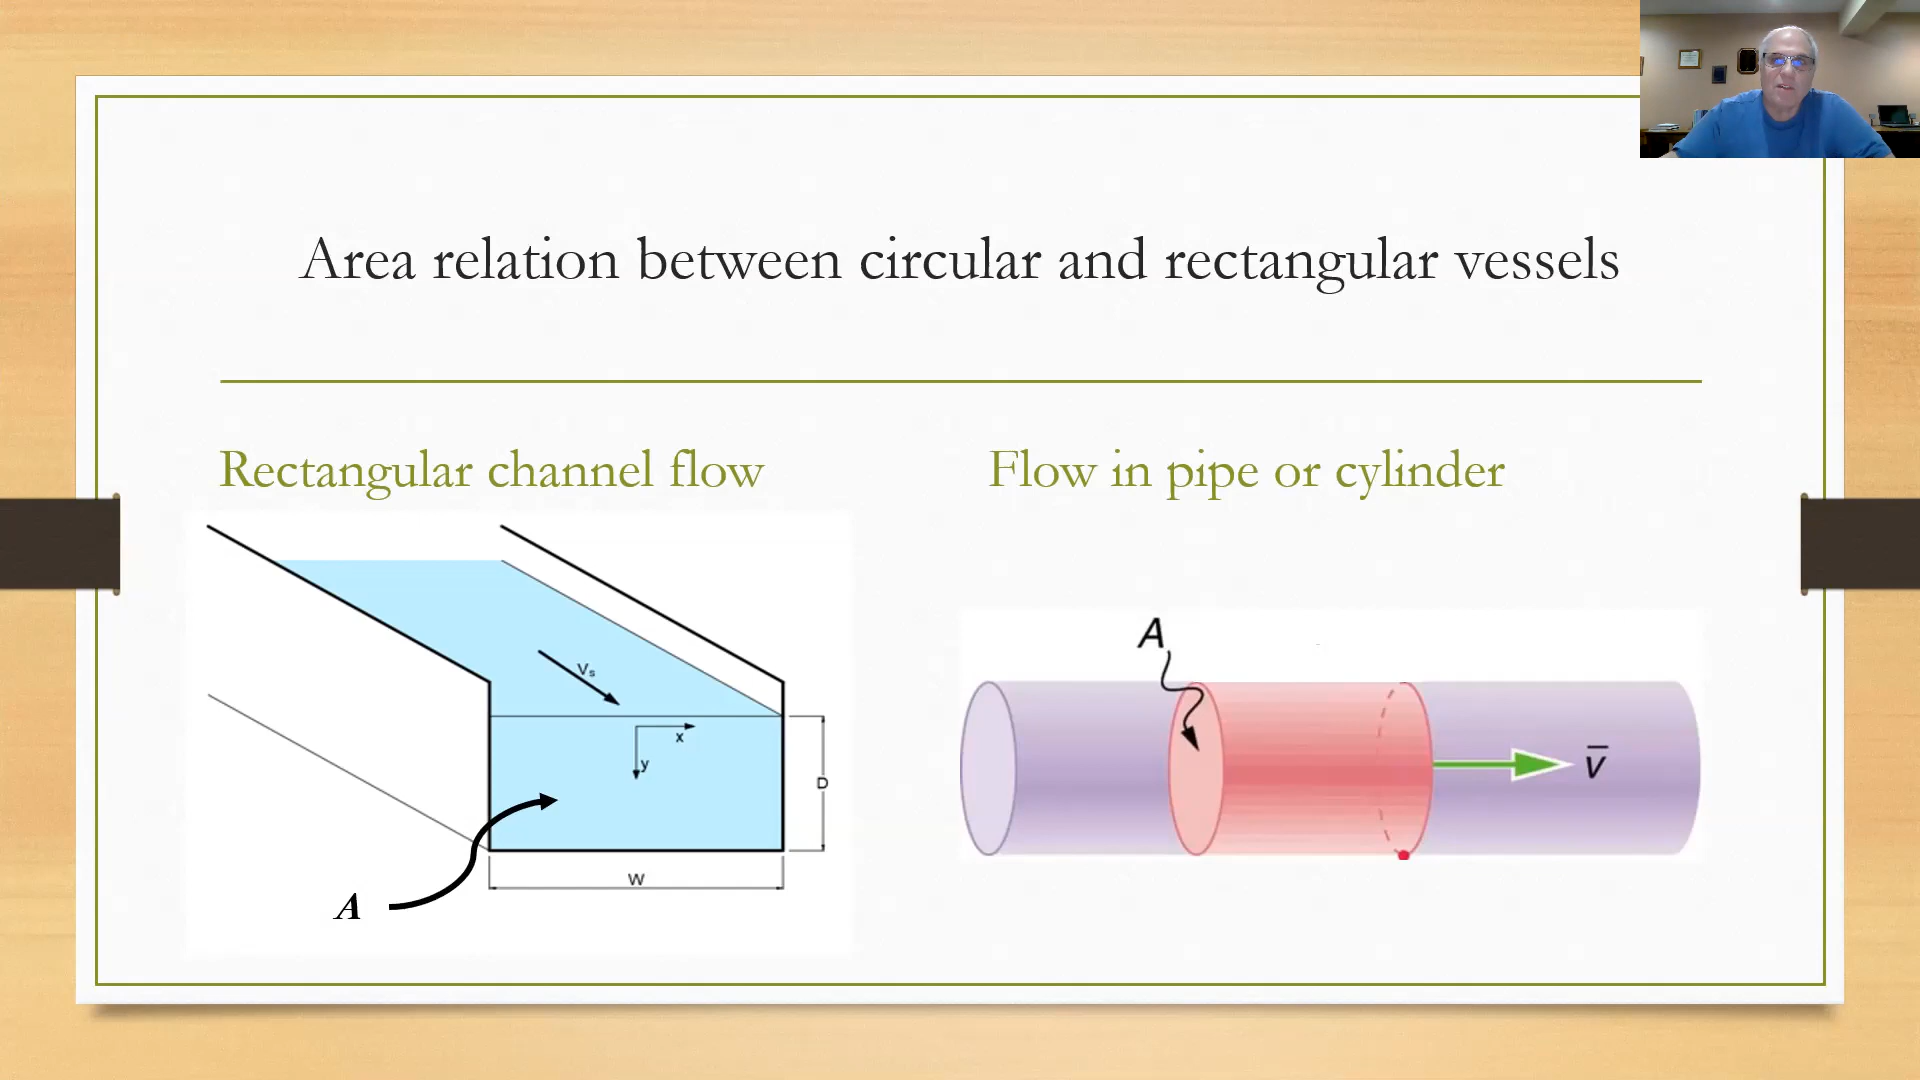 Area relation between circular and rectangular vessels
Rectangular channel flow
Flow in pipe or cylinder
Vs
x
y
D
W
A
A
v̅